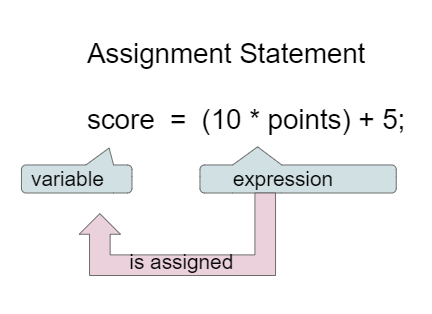 Assignment Statement
score = (10 * points) + 5;
variable
expression
is assigned